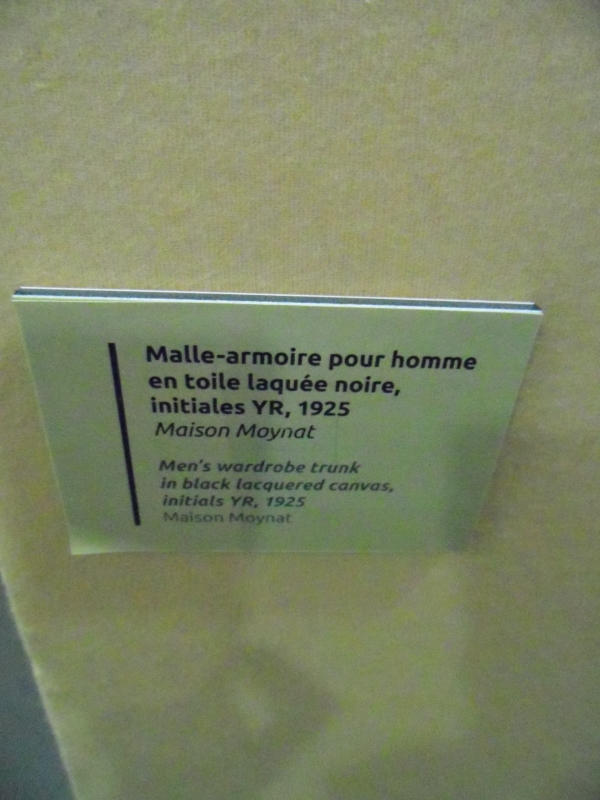 Malle-armoire pour homme
en toile laquée noire,
initiales YR, 1925
Maison Moynat
Men's wardrobe trunk
in black lacquered canvas,
initials YR, 1925
Maison Moynat